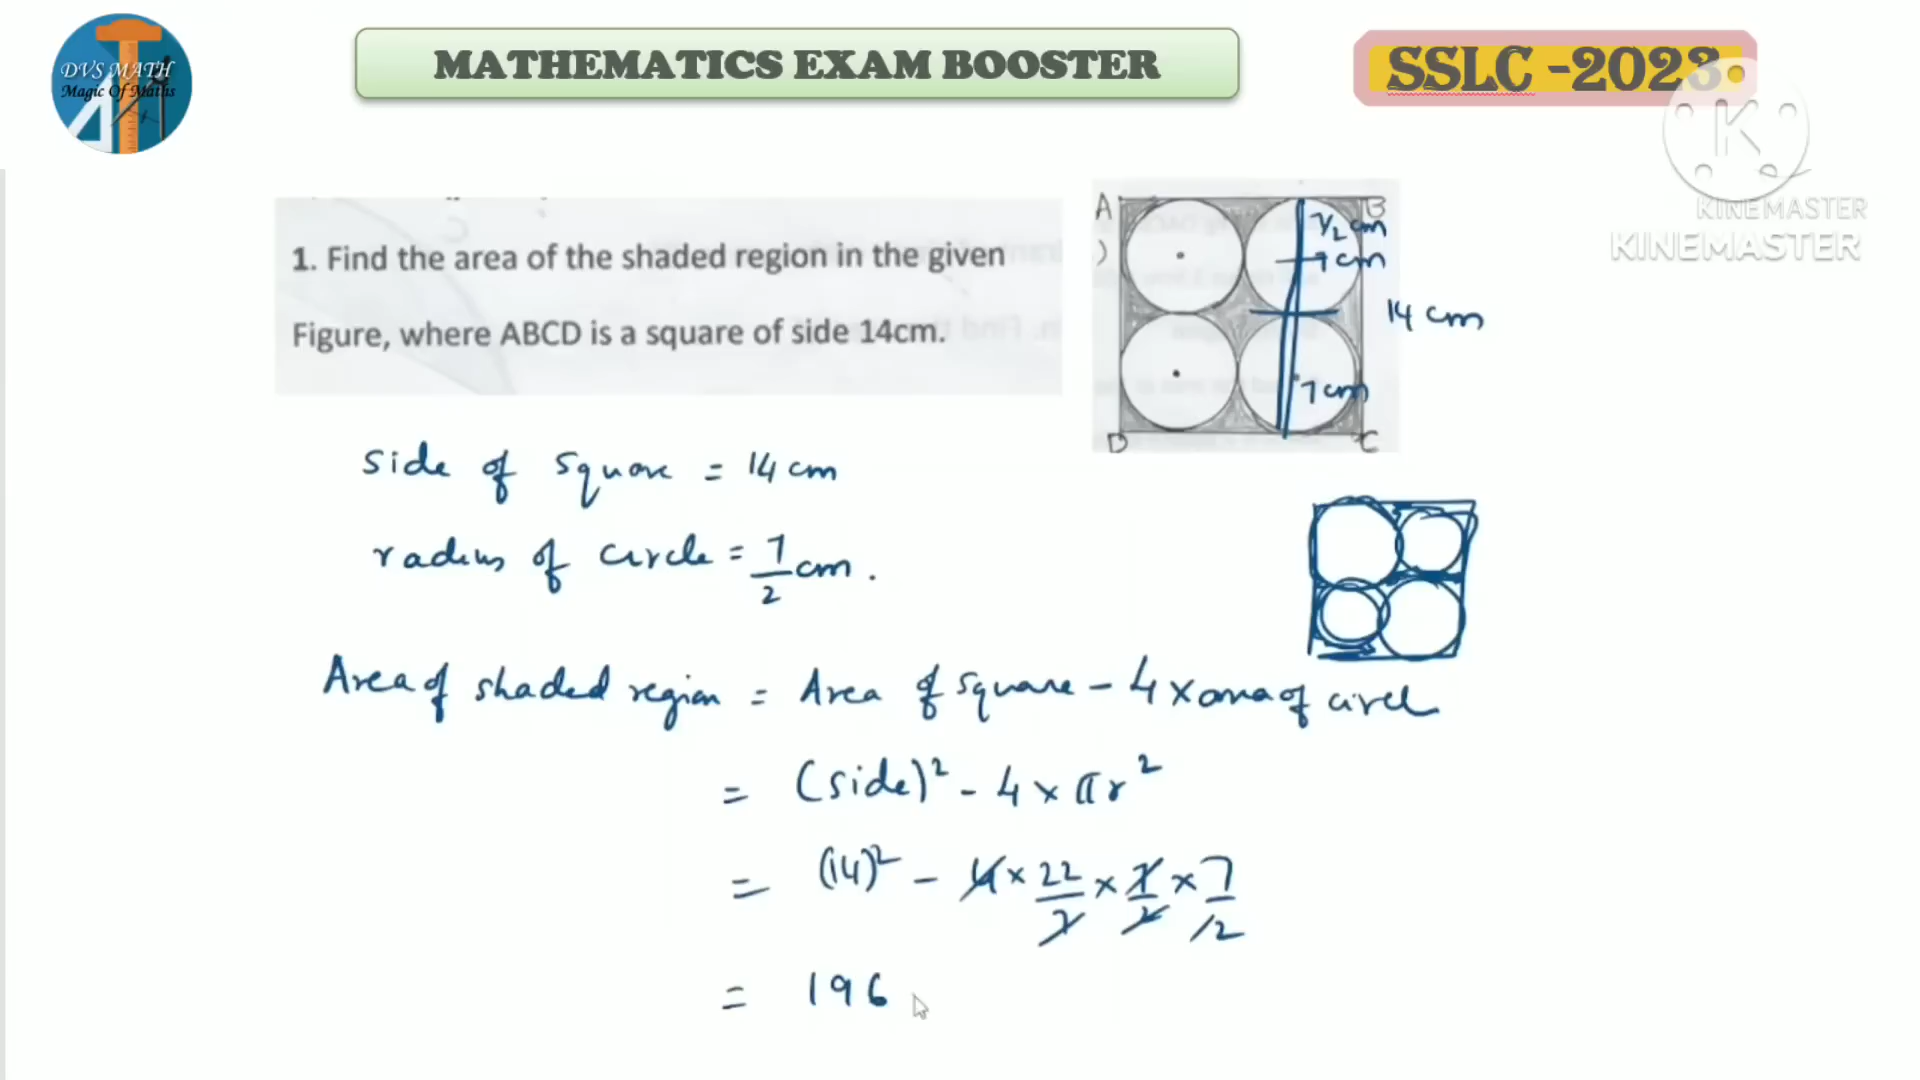 DVS MATH
Magic Of Maths
MATHEMATICS EXAM BOOSTER
SSLC -2023
K
KINEMASTER
KINEMASTER
1. Find the area of the shaded region in the given
Figure, where ABCD is a square of side 14cm.
A
B
7/2 cm
7 cm
14 cm
7 cm
D
C
side of square = 14 cm
radius of circle = 7/2 cm.
Area of shaded region = Area of square - 4 x area of circle
= (side)² - 4 x πr²
= (14)² - 4 x 22/7 x 7/2 x 7/2
= 196